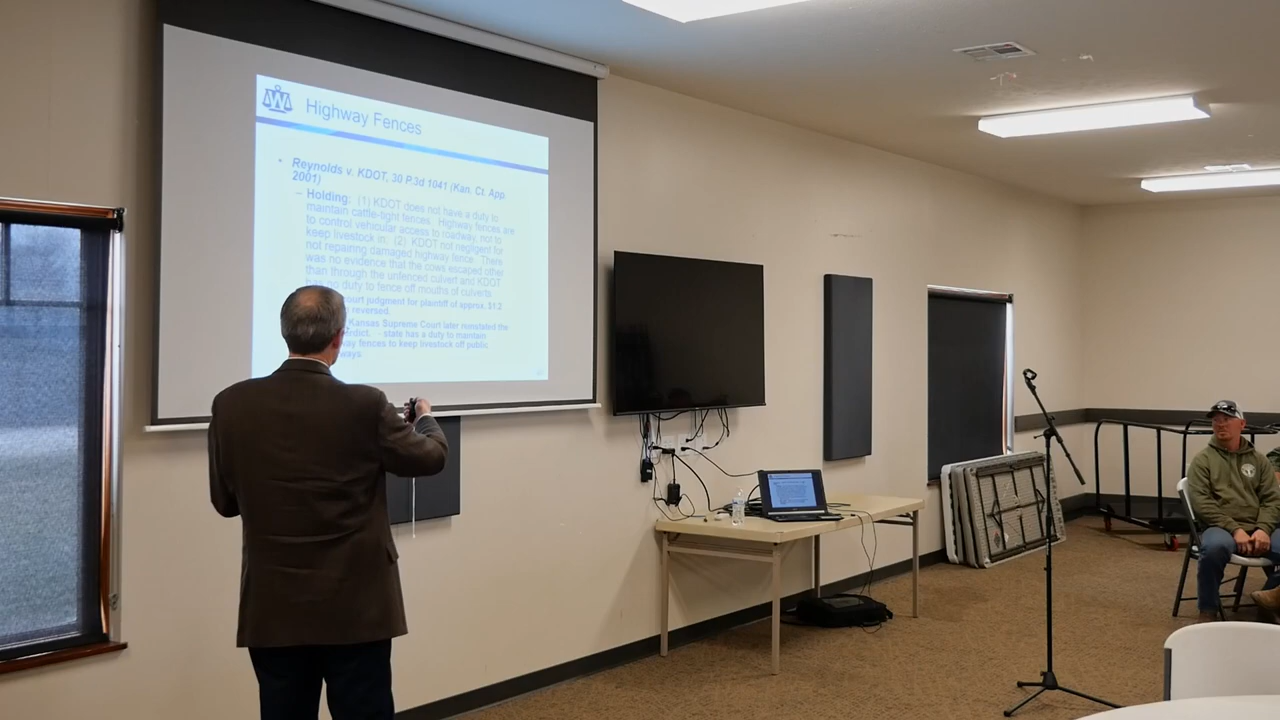 W
Highway Fences
Reynolds v. KDOT, 30 P.3d 1041 (Kan. Ct. App.
2001)
– Holding: (1) KDOT does not have a duty to
maintain cattle-tight fences. Highway fences are
to control vehicular access to roadway, not to
keep livestock in; (2) KDOT not negligent for
not repairing damaged highway fence. There
was no evidence that the cows escaped other
than through the unfenced culvert and KDOT
has no duty to fence off mouths of culverts
court judgment for plaintiff of approx. $1.2
reversed.
Kansas Supreme Court later reinstated the
state has a duty to maintain
fences to keep livestock off public